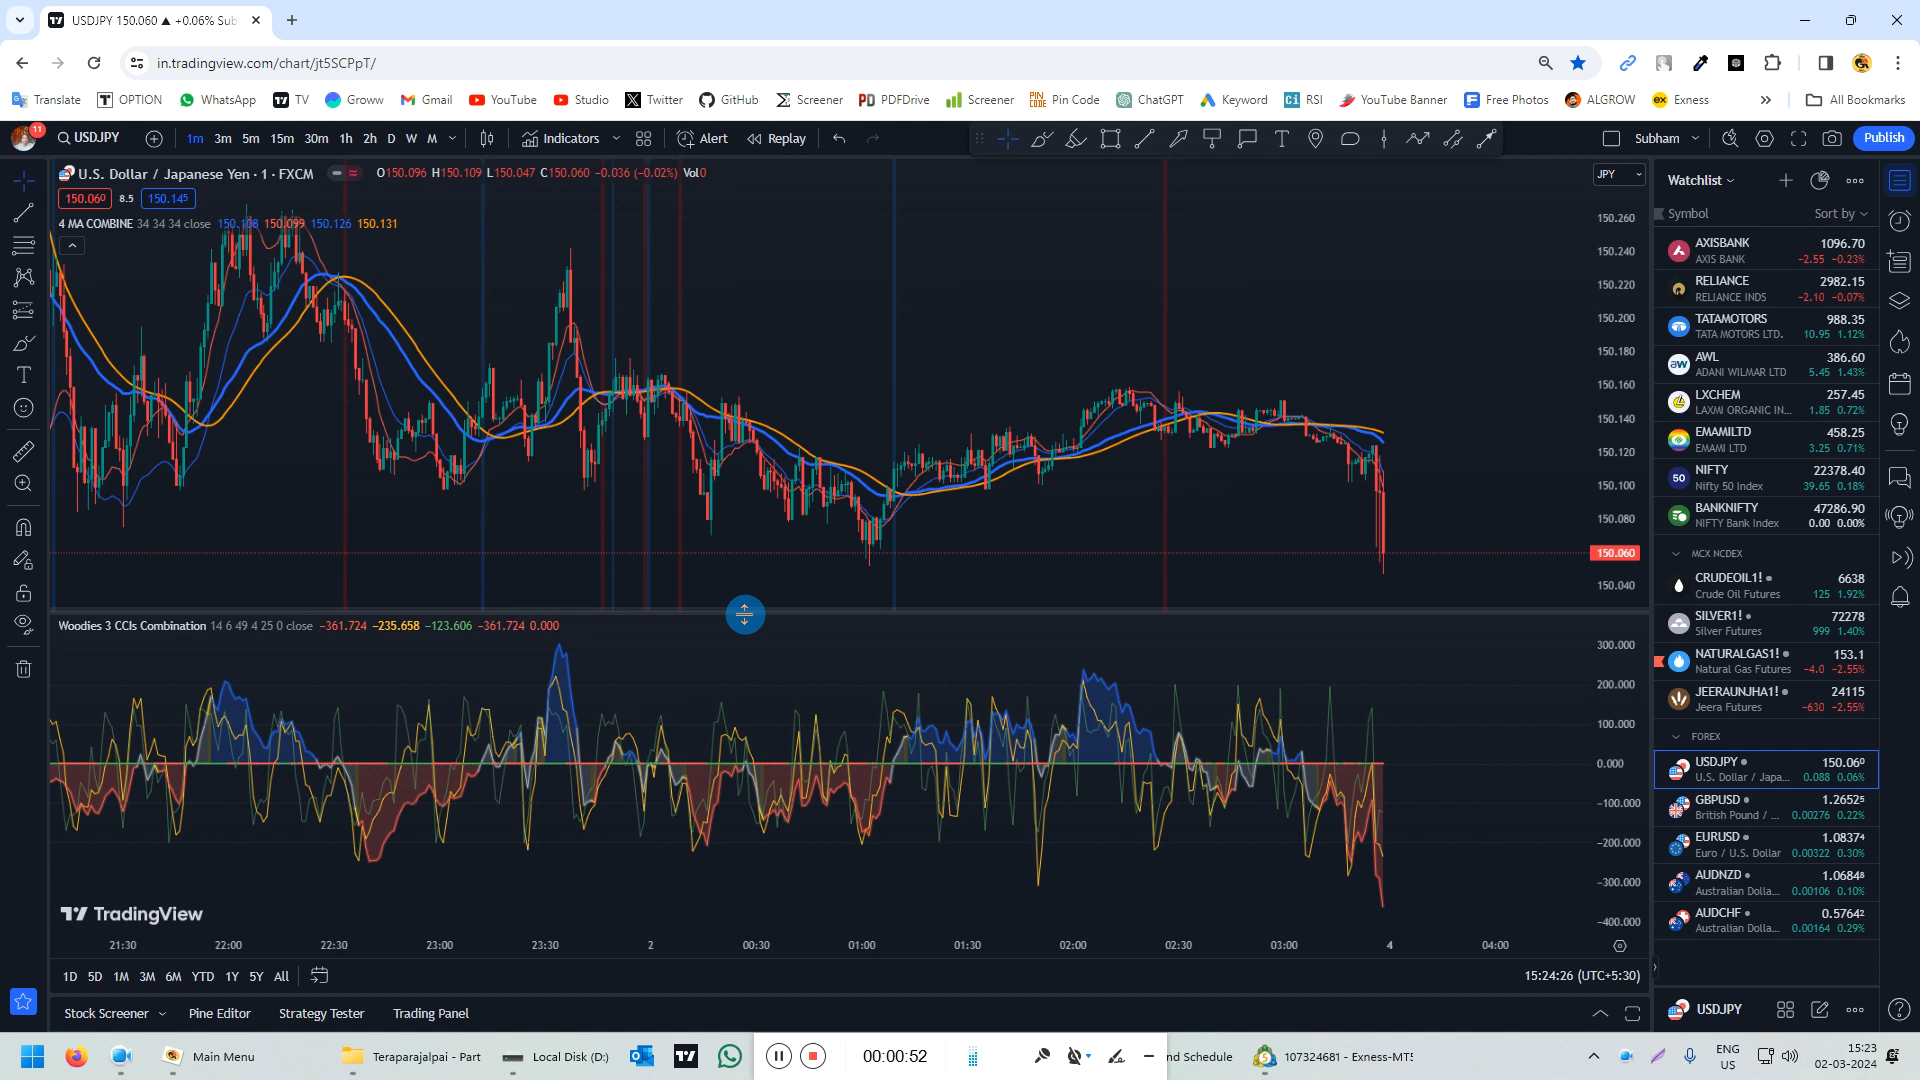 USDJPY 150.060 ▲ +0.06% Sub
in.tradingview.com/chart/jt5SCPpT/
Translate OPTION WhatsApp TV Groww Gmail YouTube Studio Twitter GitHub Screener PDFDrive Screener Pin Code ChatGPT Keyword RSI YouTube Banner Free Photos ALGROW Exness » All Bookmarks
11 USDJPY 1m 3m 5m 15m 30m 1h 2h D W M Indicators Alert Replay Subham Publish
U.S. Dollar / Japanese Yen · 1 · FXCM O150.096 H150.109 L150.047 C150.060 −0.036 (−0.02%) Vol0
150.060 8.5 150.145
4 MA COMBINE 34 34 34 close 150.108 150.099 150.126 150.131
JPY
150.260
150.240
150.220
150.200
150.180
150.160
150.140
150.120
150.100
150.080
150.060
150.040
Woodies 3 CCIs Combination 14 6 49 4 25 0 close −361.724 −235.658 −123.606 −361.724 0.000
300.000
200.000
100.000
0.000
−100.000
−200.000
−300.000
−400.000
TradingView
21:30 22:00 22:30 23:00 23:30 2 00:30 01:00 01:30 02:00 02:30 03:00 4 04:00
1D 5D 1M 3M 6M YTD 1Y 5Y All 15:24:26 (UTC+5:30)
Stock Screener Pine Editor Strategy Tester Trading Panel
Watchlist
Symbol Sort by
AXISBANK 1096.70
AXIS BANK −2.55 −0.23%
RELIANCE 2982.15
RELIANCE INDS −2.10 −0.07%
TATAMOTORS 988.35
TATA MOTORS LTD. 10.95 1.12%
AWL 386.60
ADANI WILMAR LTD 5.45 1.43%
LXCHEM 257.45
LAXMI ORGANIC IN... 1.85 0.72%
EMAMILTD 458.25
EMAMI LTD 3.25 0.71%
50 NIFTY 22378.40
Nifty 50 Index 39.65 0.18%
BANKNIFTY 47286.90
NIFTY Bank Index 0.00 0.00%
MCX NCDEX
CRUDEOIL1! 6638
Crude Oil Futures 125 1.92%
SILVER1! 72278
Silver Futures 999 1.40%
NATURALGAS1! 153.1
Natural Gas Futures −4.0 −2.55%
JEERAUNJHA1! 24115
Jeera Futures −630 −2.55%
FOREX
USDJPY 150.060
U.S. Dollar / Japa... 0.088 0.06%
GBPUSD 1.26525
British Pound / ... 0.00276 0.22%
EURUSD 1.08374
Euro / U.S. Dollar 0.00322 0.30%
AUDNZD 1.06848
Australian Dolla... 0.00106 0.10%
AUDCHF 0.57642
Australian Dolla... 0.00164 0.29%
USDJPY
Main Menu Teraparajalpai - Part Local Disk (D:) 00:00:52 nd Schedule 107324681 - Exness-MT5
ENG
US
15:23
02-03-2024